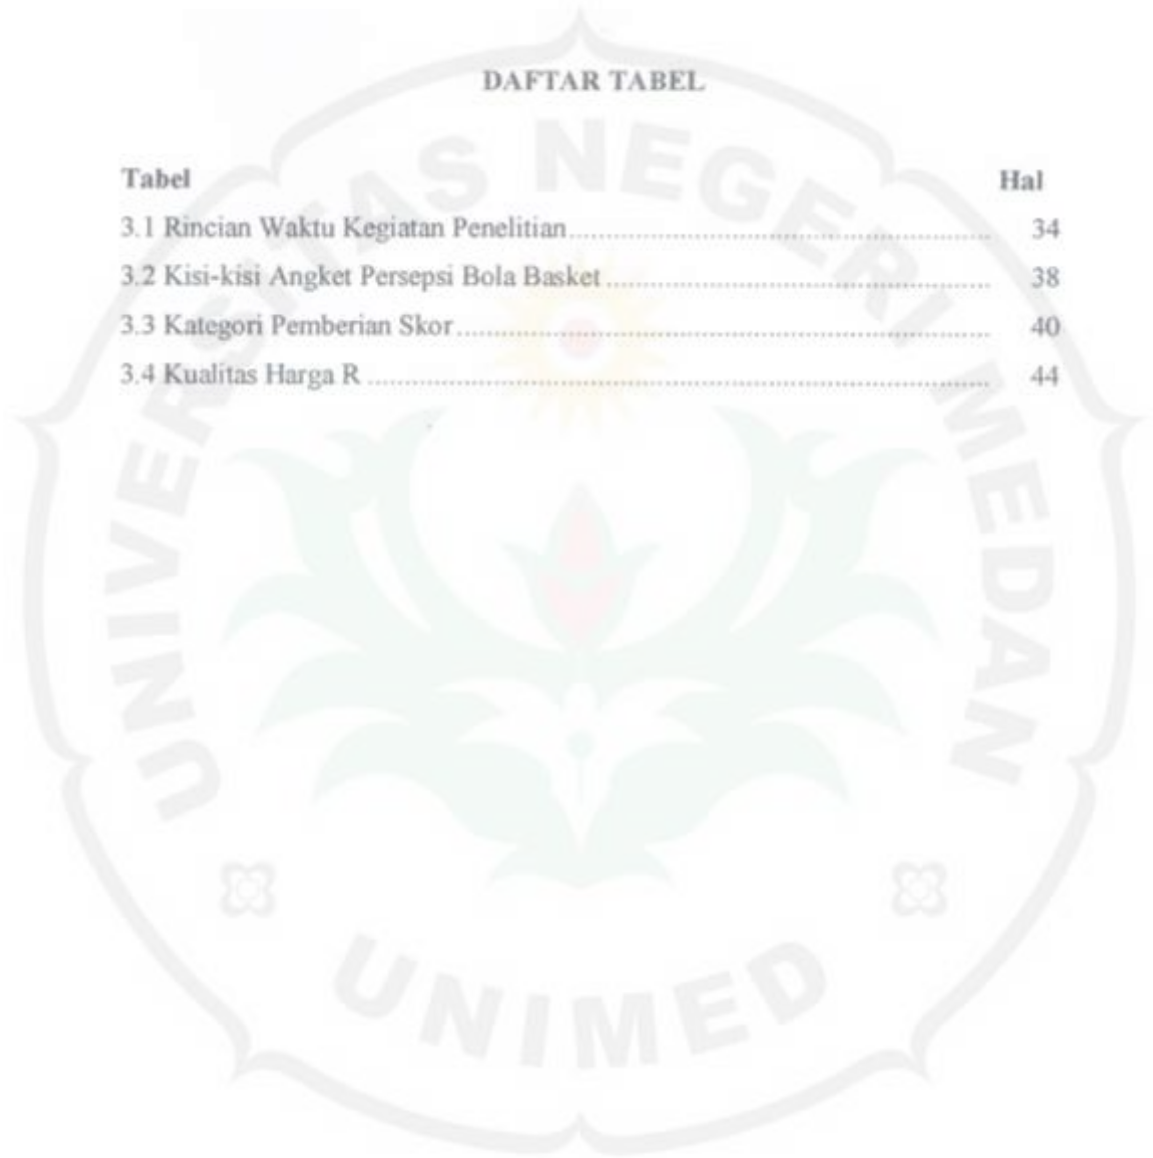 DAFTAR TABEL
Tabel Hal
3.1 Rincian Waktu Kegiatan Penelitian........................................................... 34
3.2 Kisi-kisi Angket Persepsi Bola Basket...................................................... 38
3.3 Kategori Pemberian Skor........................................................................... 40
3.4 Kualitas Harga R ....................................................................................... 44
UNIVERSITAS NEGERI MEDAN
UNIMED